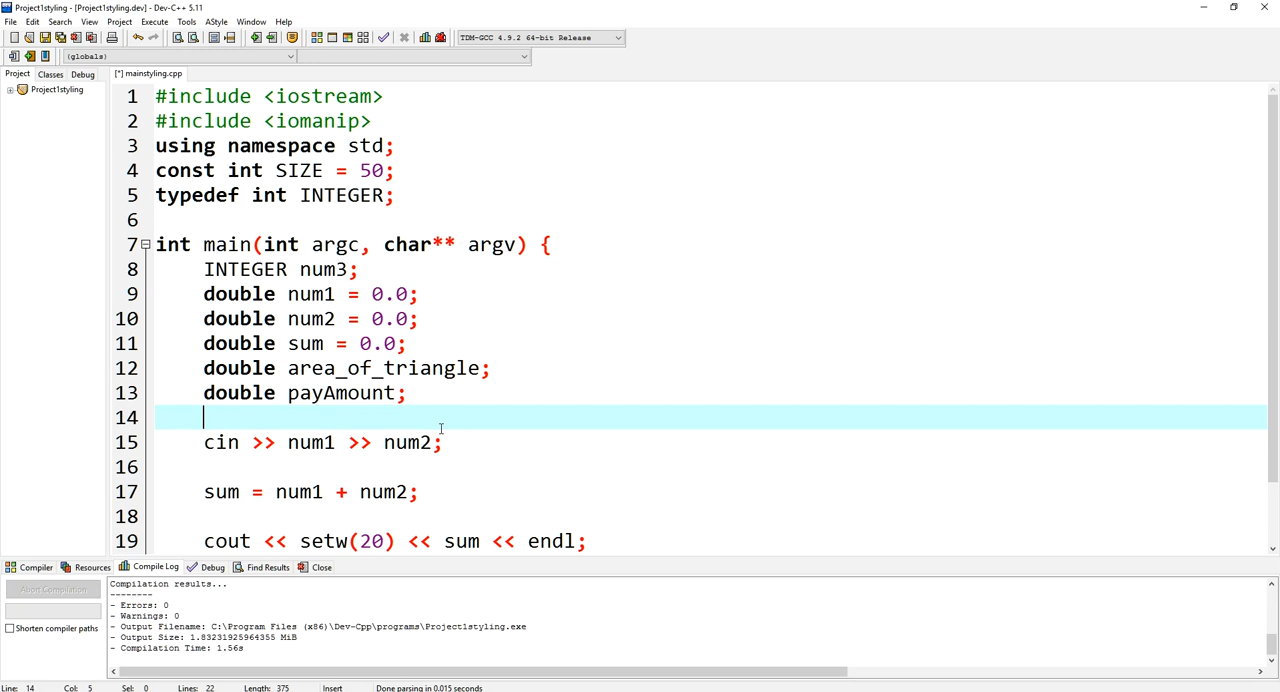 Project1styling - [Project1styling.dev] - Dev-C++ 5.11
File Edit Search View Project Execute Tools AStyle Window Help
TDM-GCC 4.9.2 64-bit Release
(globals)
Project Classes Debug [*] mainstyling.cpp
Project1styling
1 #include <iostream>
2 #include <iomanip>
3 using namespace std;
4 const int SIZE = 50;
5 typedef int INTEGER;
6
7 int main(int argc, char** argv) {
8 INTEGER num3;
9 double num1 = 0.0;
10 double num2 = 0.0;
11 double sum = 0.0;
12 double area_of_triangle;
13 double payAmount;
14
15 cin >> num1 >> num2;
16
17 sum = num1 + num2;
18
19 cout << setw(20) << sum << endl;
Compiler Resources Compile Log Debug Find Results Close
Abort Compilation
Shorten compiler paths
Compilation results...
--------
- Errors: 0
- Warnings: 0
- Output Filename: C:\Program Files (x86)\Dev-Cpp\programs\Project1styling.exe
- Output Size: 1.83231925964355 MiB
- Compilation Time: 1.56s
Line: 14 Col: 5 Sel: 0 Lines: 22 Length: 375 Insert Done parsing in 0.015 seconds